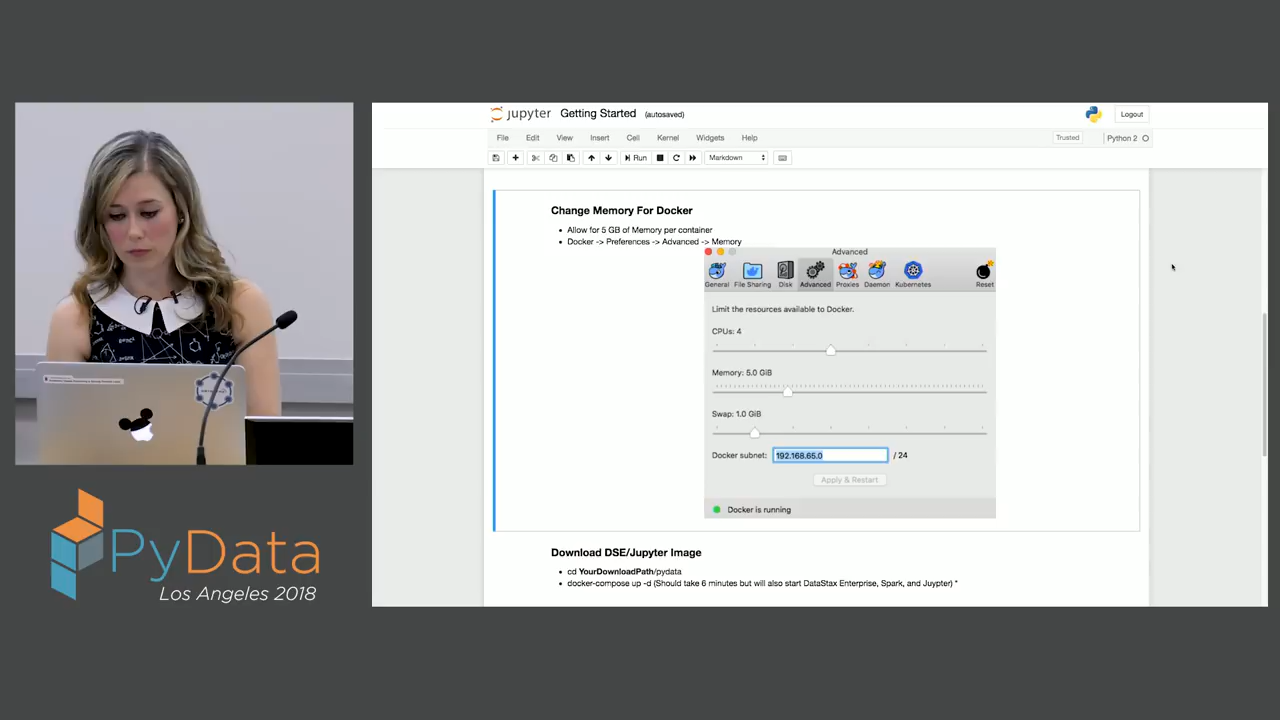 jupyter Getting Started (autosaved)
Logout
File Edit View Insert Cell Kernel Widgets Help
Trusted
Python 2
Run
Markdown
Change Memory For Docker
• Allow for 5 GB of Memory per container
• Docker -> Preferences -> Advanced -> Memory
Advanced
General File Sharing Disk Advanced Proxies Daemon Kubernetes Reset
Limit the resources available to Docker.
CPUs: 4
Memory: 5.0 GiB
Swap: 1.0 GiB
Docker subnet: 192.168.65.0 / 24
Apply & Restart
Docker is running
Download DSE/Jupyter Image
• cd YourDownloadPath/pydata
• docker-compose up -d (Should take 6 minutes but will also start DataStax Enterprise, Spark, and Juypter) *
PyData
Los Angeles 2018